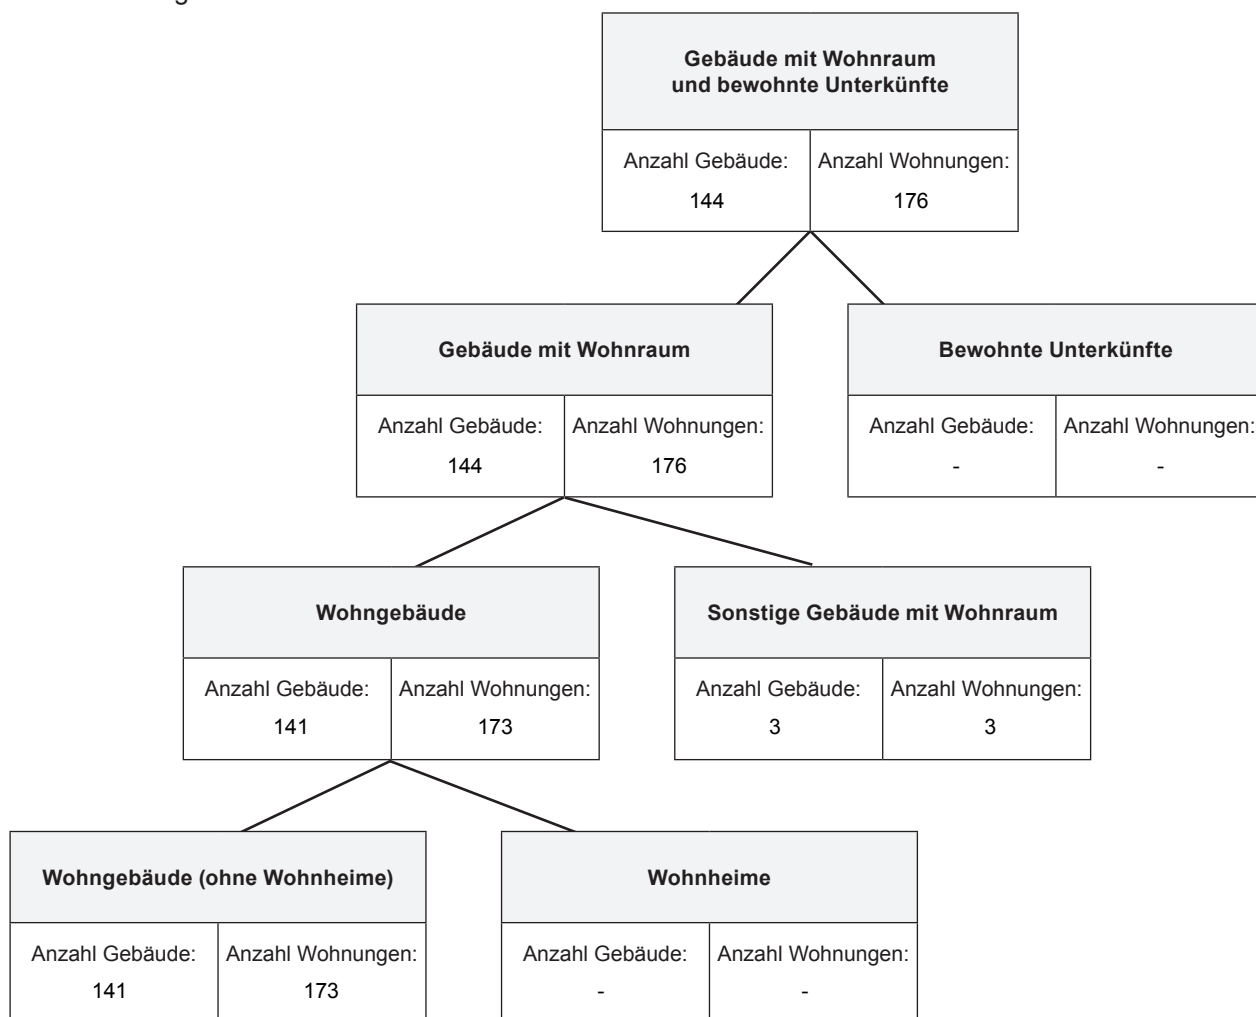 Gebäude mit Wohnraum
und bewohnte Unterkünfte
Anzahl Gebäude: Anzahl Wohnungen:
144 176
Gebäude mit Wohnraum Bewohnte Unterkünfte
Anzahl Gebäude: Anzahl Wohnungen: Anzahl Gebäude: Anzahl Wohnungen:
144 176 - -
Wohngebäude Sonstige Gebäude mit Wohnraum
Anzahl Gebäude: Anzahl Wohnungen: Anzahl Gebäude: Anzahl Wohnungen:
141 173 3 3
Wohngebäude (ohne Wohnheime) Wohnheime
Anzahl Gebäude: Anzahl Wohnungen: Anzahl Gebäude: Anzahl Wohnungen:
141 173 - -